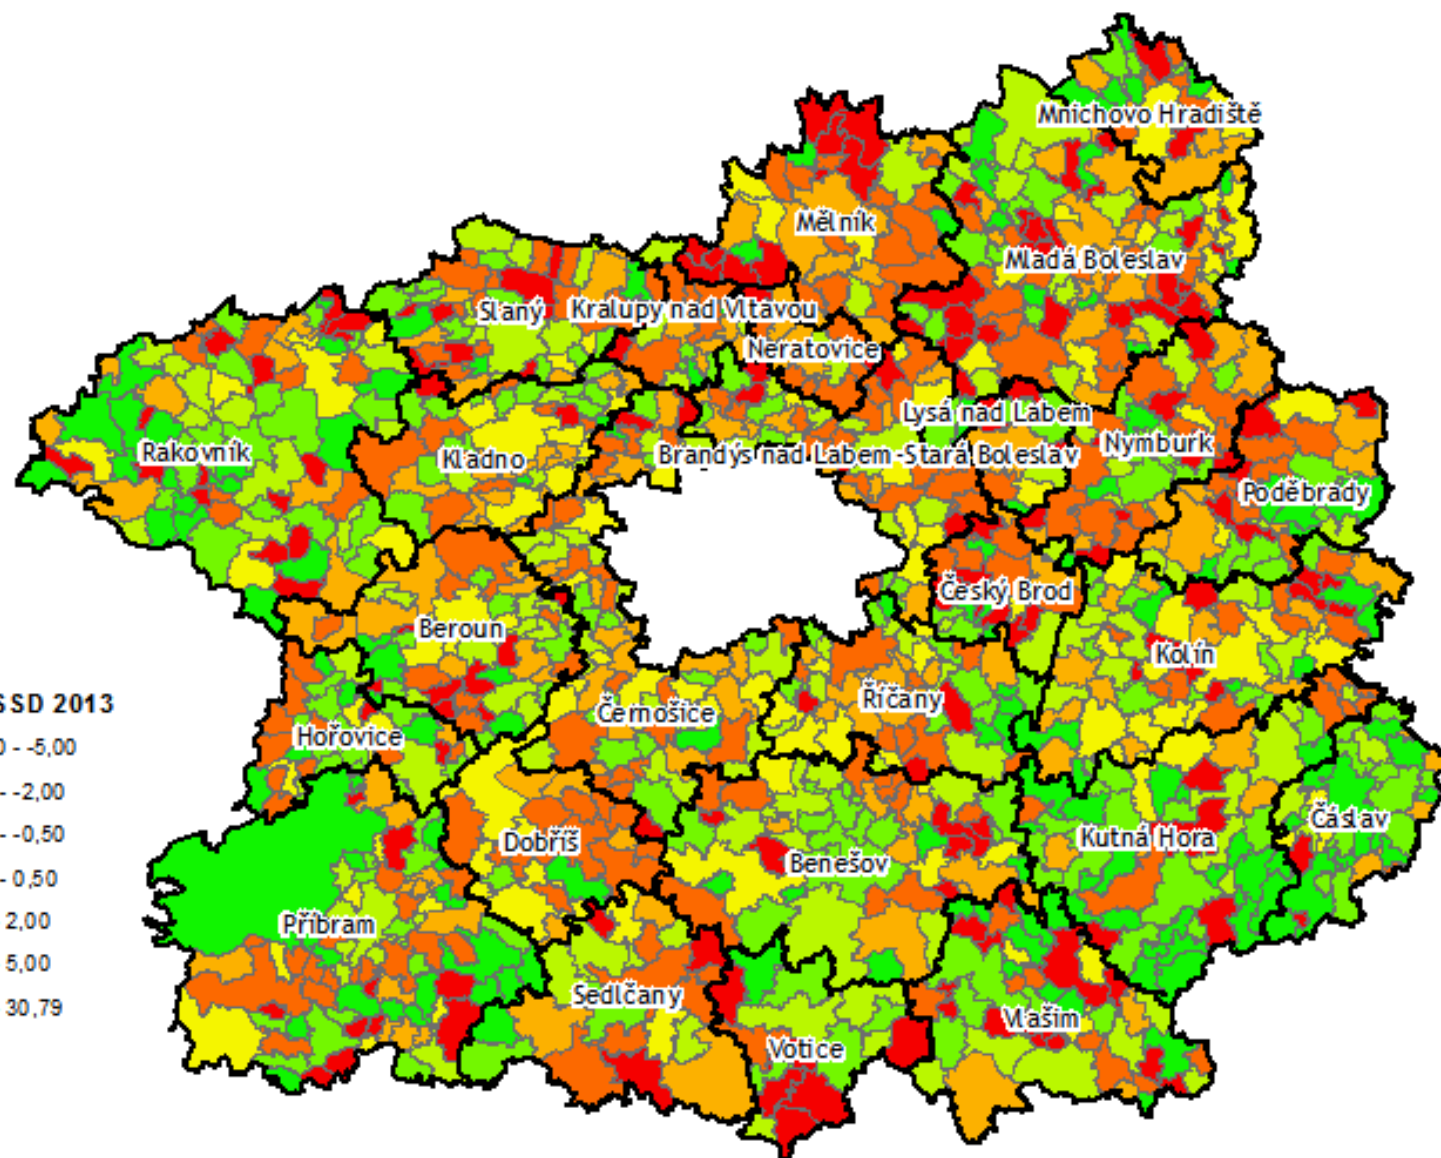 Mnichovo Hradiště
Mělník
Mladá Boleslav
Slaný
Kralupy nad Vltavou
Neratovice
Lysá nad Labem
Rakovník
Kladno
Brandýs nad Labem-Stará Boleslav
Nymburk
Poděbrady
Český Brod
Beroun
Kolín
SSD 2013
Černošice
Říčany
Hořovice
0 - -5,00
- -2,00
Dobříš
Benešov
Kutná Hora
Čáslav
- -0,50
- 0,50
Příbram
2,00
5,00
Sedlčany
30,79
Votice
Vlašim